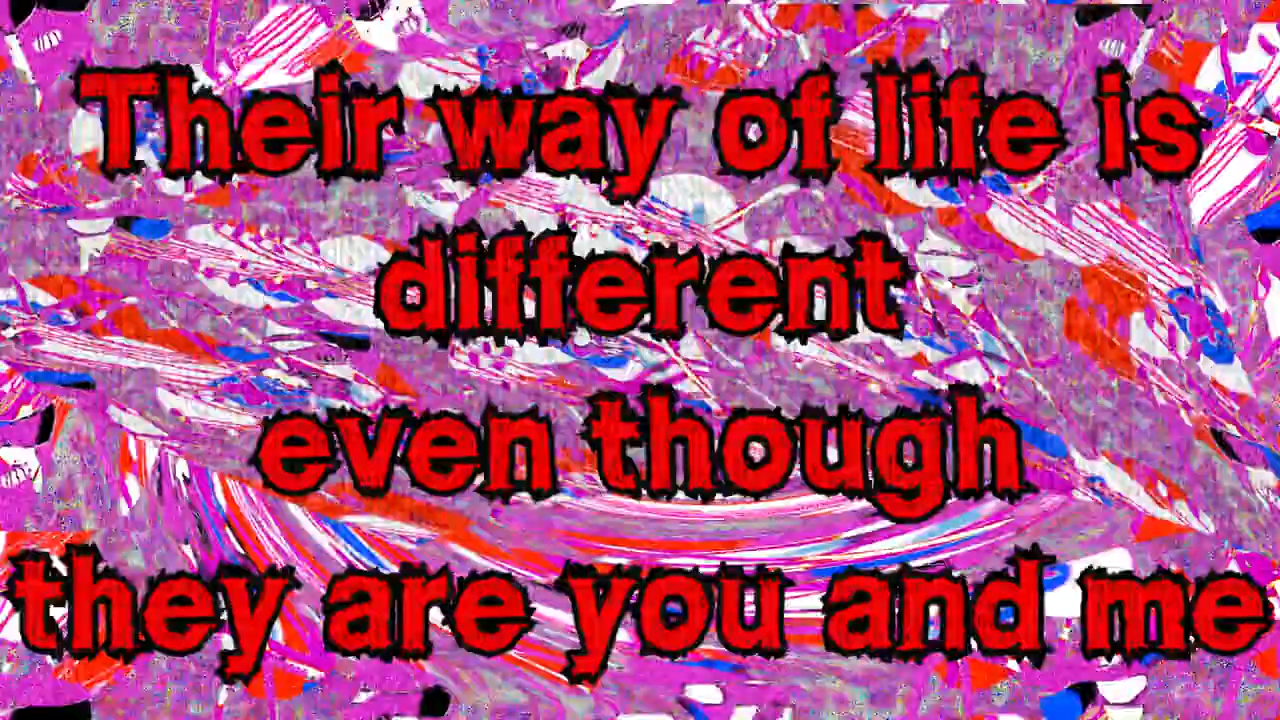 Their way of life is
different
even though
they are you and me